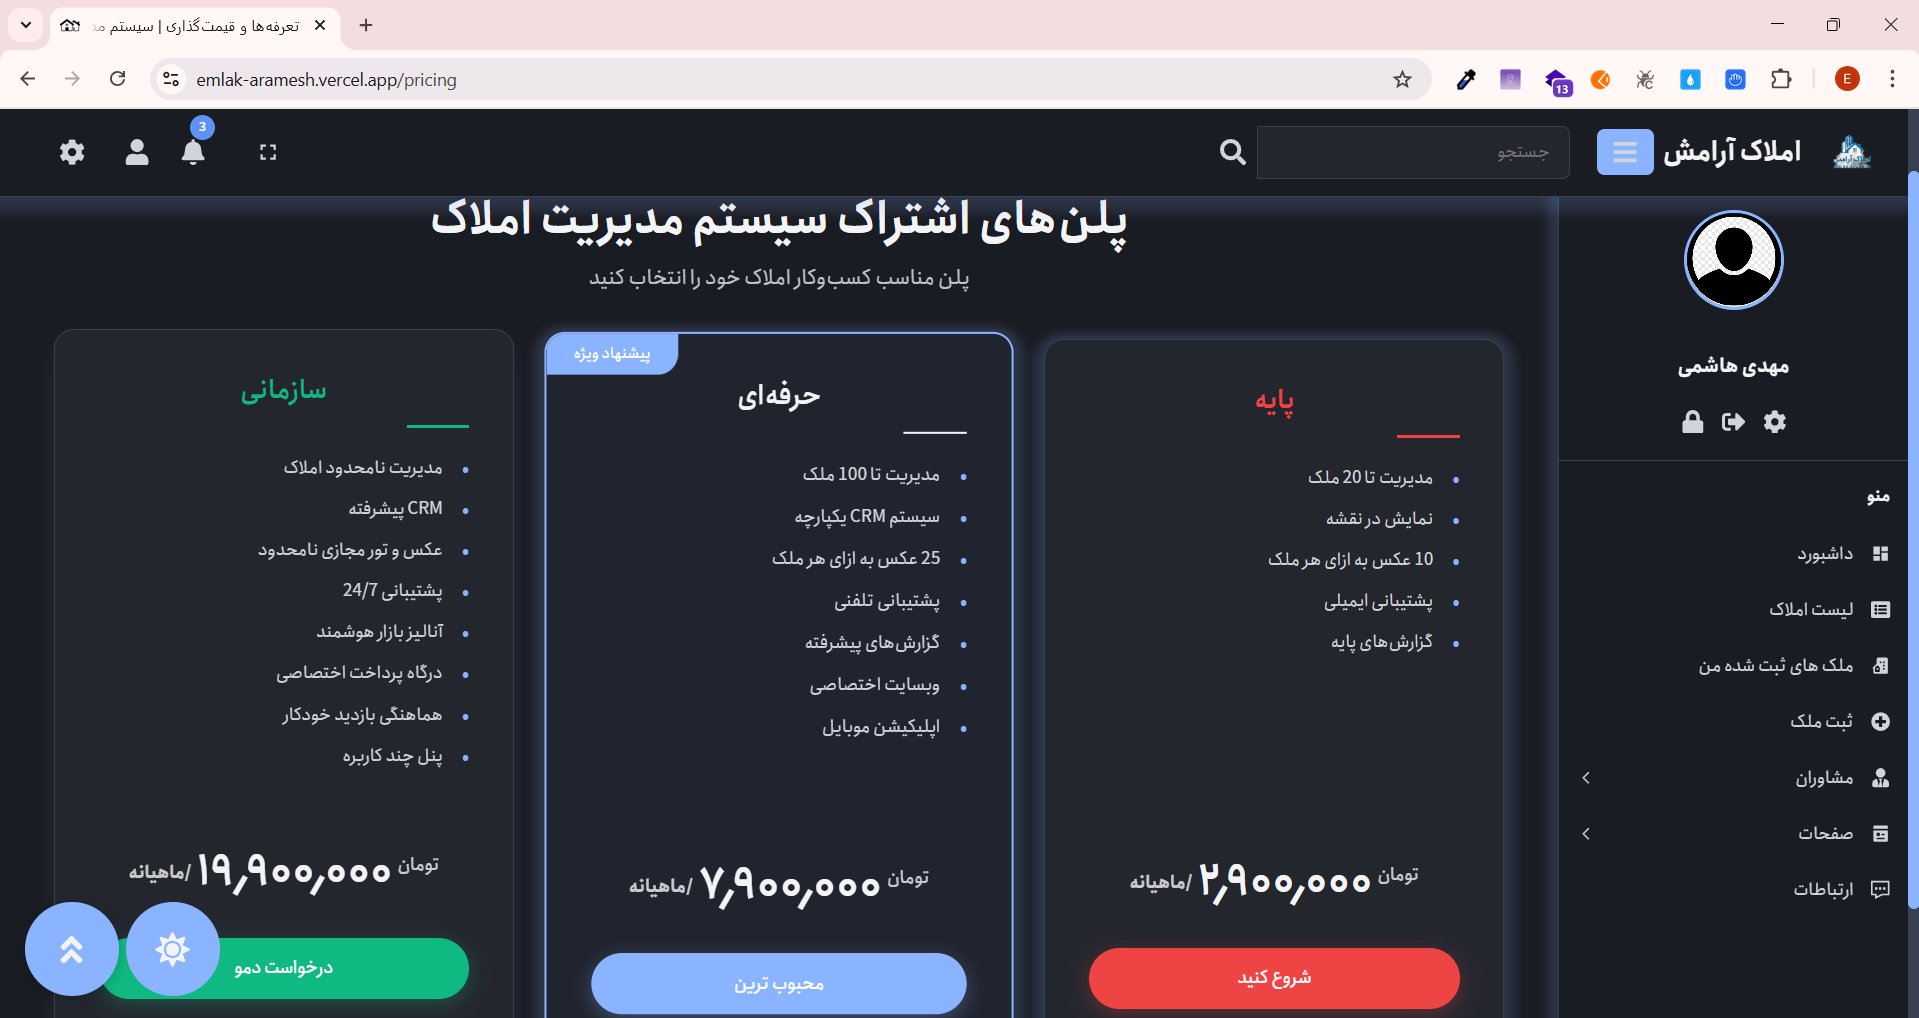 تعرفه‌ها و قیمت‌گذاری | سیستم مد
emlak-aramesh.vercel.app/pricing
13
E
املاک آرامش
جستجو
3
پلن‌های اشتراک سیستم مدیریت املاک
پلن مناسب کسب‌وکار املاک خود را انتخاب کنید
پایه
مدیریت تا 20 ملک
نمایش در نقشه
10 عکس به ازای هر ملک
پشتیبانی ایمیلی
گزارش‌های پایه
تومان ۲٫۹۰۰٫۰۰۰ /ماهیانه
شروع کنید
پیشنهاد ویژه
حرفه‌ای
مدیریت تا 100 ملک
سیستم CRM یکپارچه
25 عکس به ازای هر ملک
پشتیبانی تلفنی
گزارش‌های پیشرفته
وبسایت اختصاصی
اپلیکیشن موبایل
تومان ۷٫۹۰۰٫۰۰۰ /ماهیانه
محبوب ترین
سازمانی
مدیریت نامحدود املاک
CRM پیشرفته
عکس و تور مجازی نامحدود
پشتیبانی 24/7
آنالیز بازار هوشمند
درگاه پرداخت اختصاصی
هماهنگی بازدید خودکار
پنل چند کاربره
تومان ۱۹٫۹۰۰٫۰۰۰ /ماهیانه
درخواست دمو
مهدی هاشمی
منو
داشبورد
لیست املاک
ملک های ثبت شده من
ثبت ملک
مشاوران
صفحات
ارتباطات